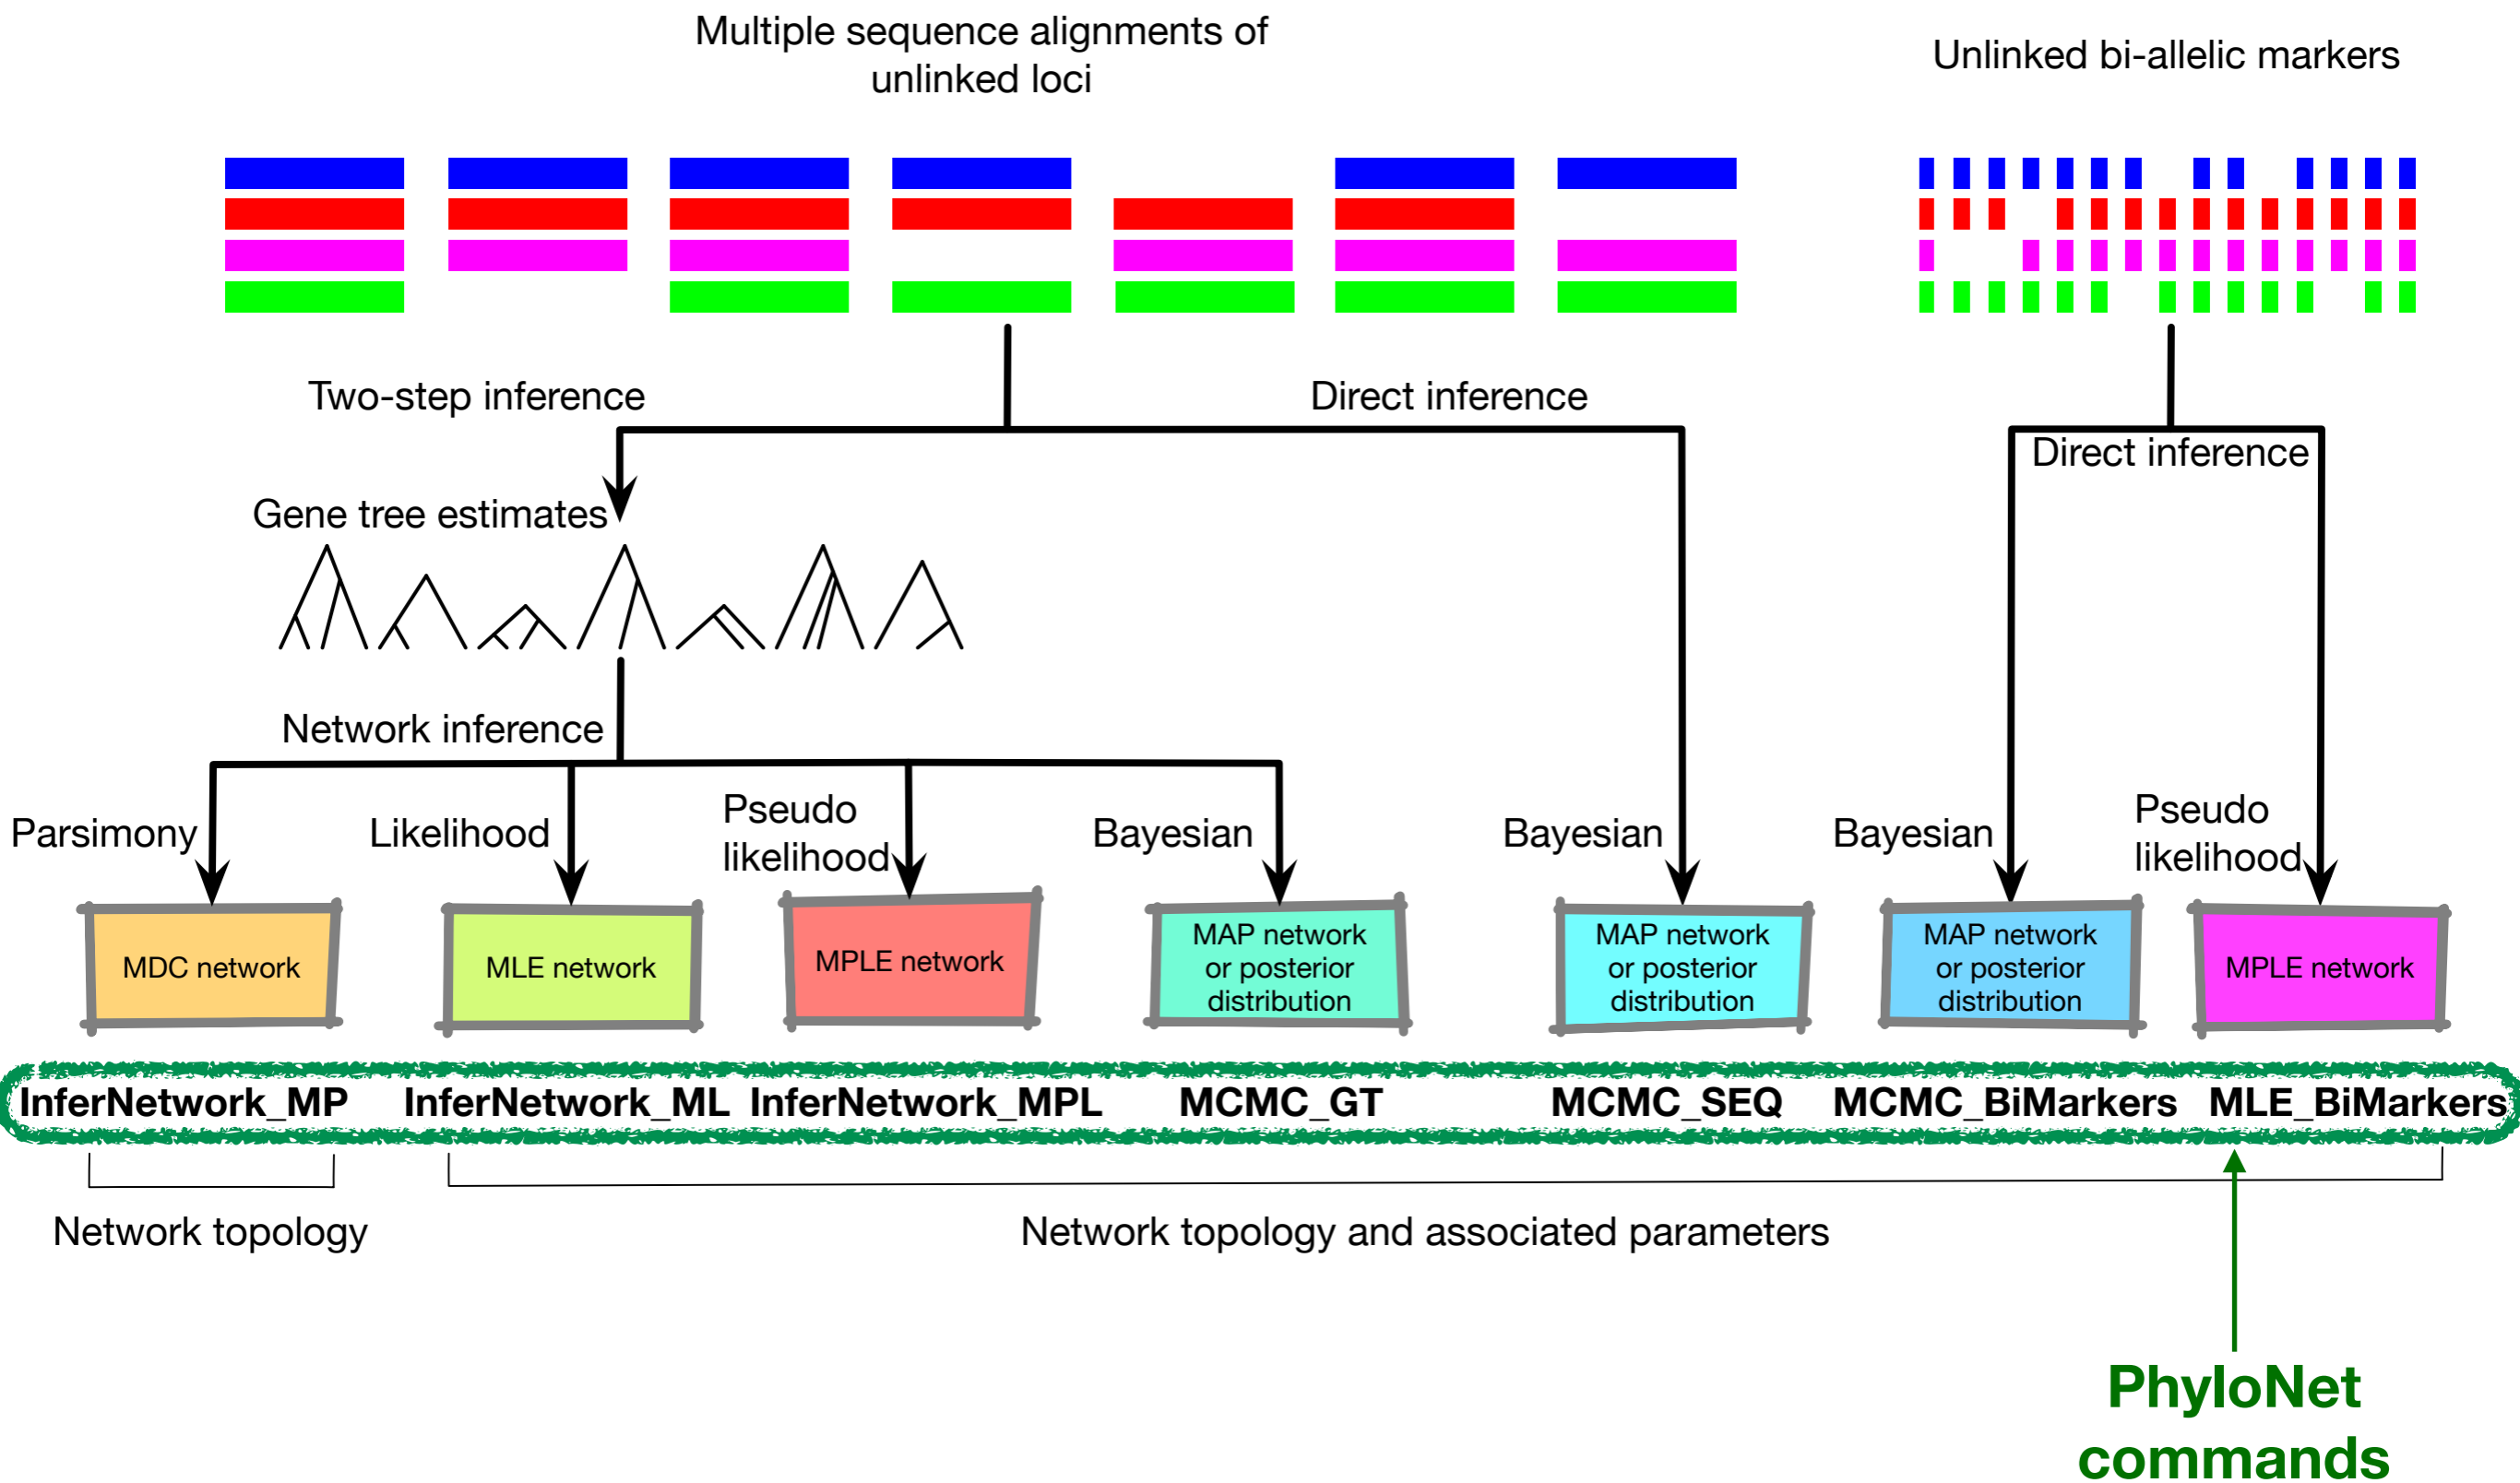 Multiple sequence alignments of
unlinked loci
Unlinked bi-allelic markers
Two-step inference
Direct inference
Direct inference
Gene tree estimates
Network inference
Parsimony
Likelihood
Pseudo
likelihood
Bayesian
Bayesian
Bayesian
Pseudo
likelihood
MDC network
MLE network
MPLE network
MAP network
or posterior
distribution
MAP network
or posterior
distribution
MAP network
or posterior
distribution
MPLE network
InferNetwork_MP
InferNetwork_ML
InferNetwork_MPL
MCMC_GT
MCMC_SEQ
MCMC_BiMarkers
MLE_BiMarkers
Network topology
Network topology and associated parameters
PhyloNet
commands